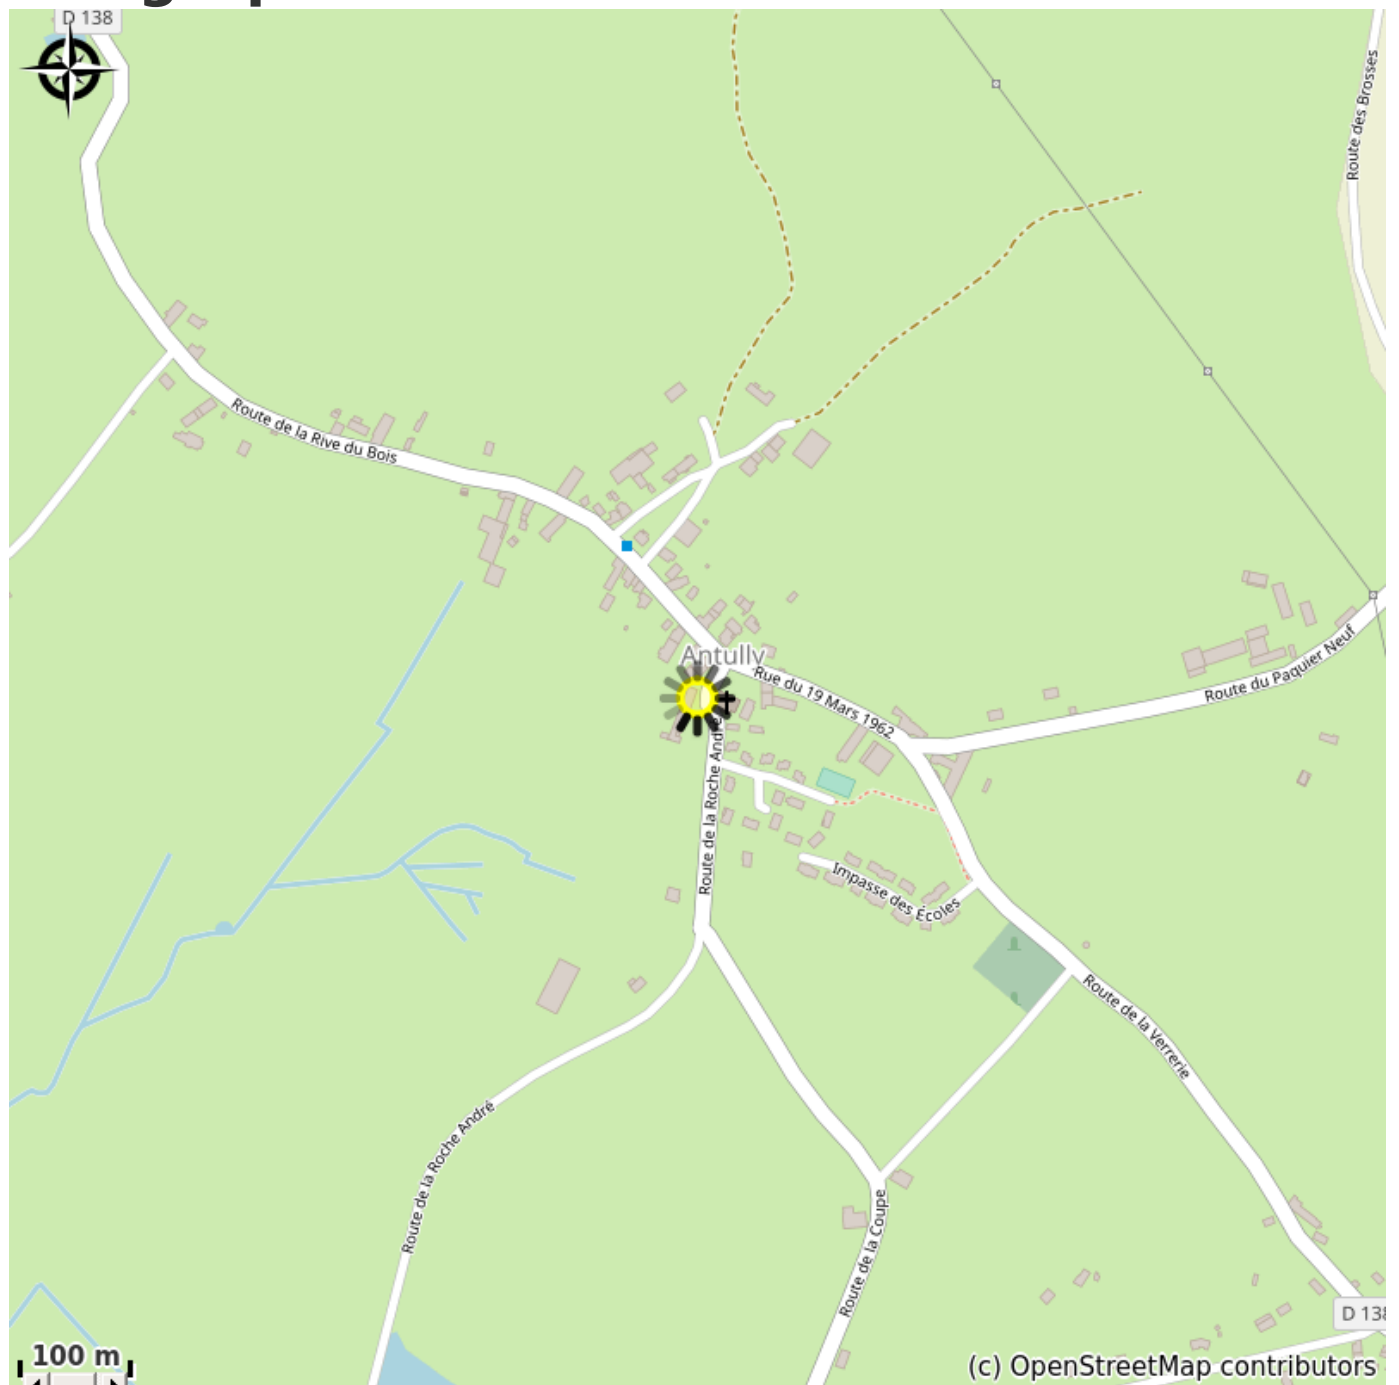 D 138
Route des Brosses
Route de la Rive du Bois
Antully
Rue du 19 Mars 1962
Route du Paquier Neuf
Route de la Roche André
Impasse des Écoles
Route de la Verrerie
Route de la Roche André
Route de la Coupe
D 138
100 m
(c) OpenStreetMap contributors